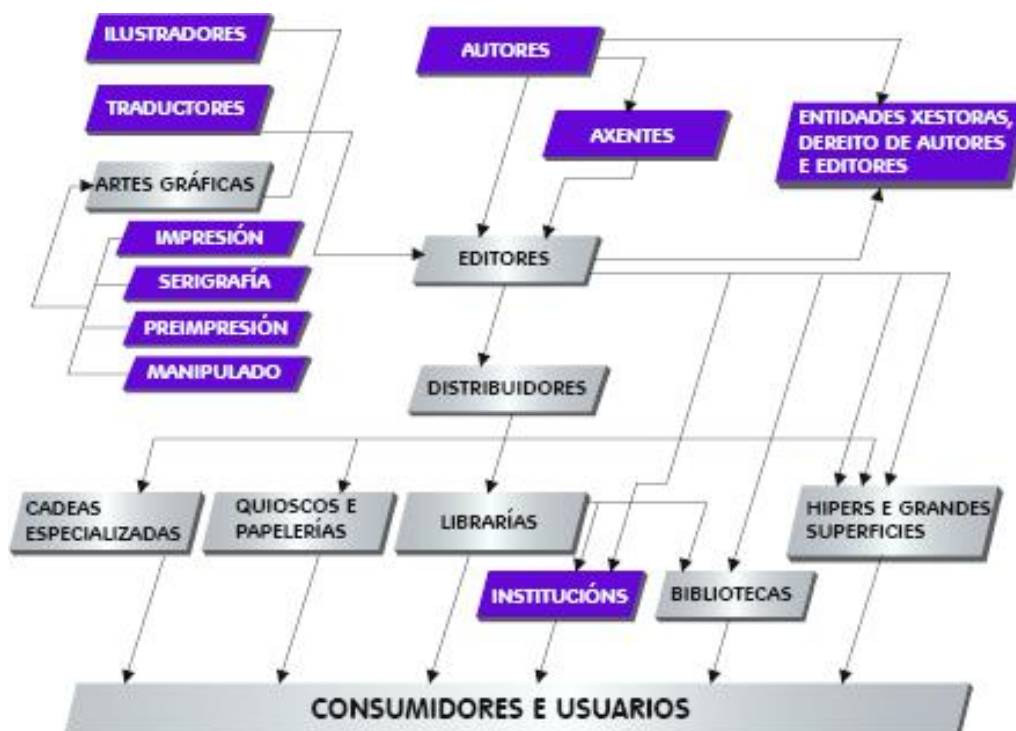 ILUSTRADORES
AUTORES
TRADUCTORES
AXENTES
ENTIDADES XESTORAS,
DEREITO DE AUTORES
E EDITORES
ARTES GRÁFICAS
IMPRESIÓN
SERIGRAFÍA
PREIMPRESIÓN
MANIPULADO
EDITORES
DISTRIBUIDORES
CADEAS
ESPECIALIZADAS
QUIOSCOS E
PAPELERÍAS
LIBRARÍAS
HIPERS E GRANDES
SUPERFICIES
INSTITUCIÓNS
BIBLIOTECAS
CONSUMIDORES E USUARIOS